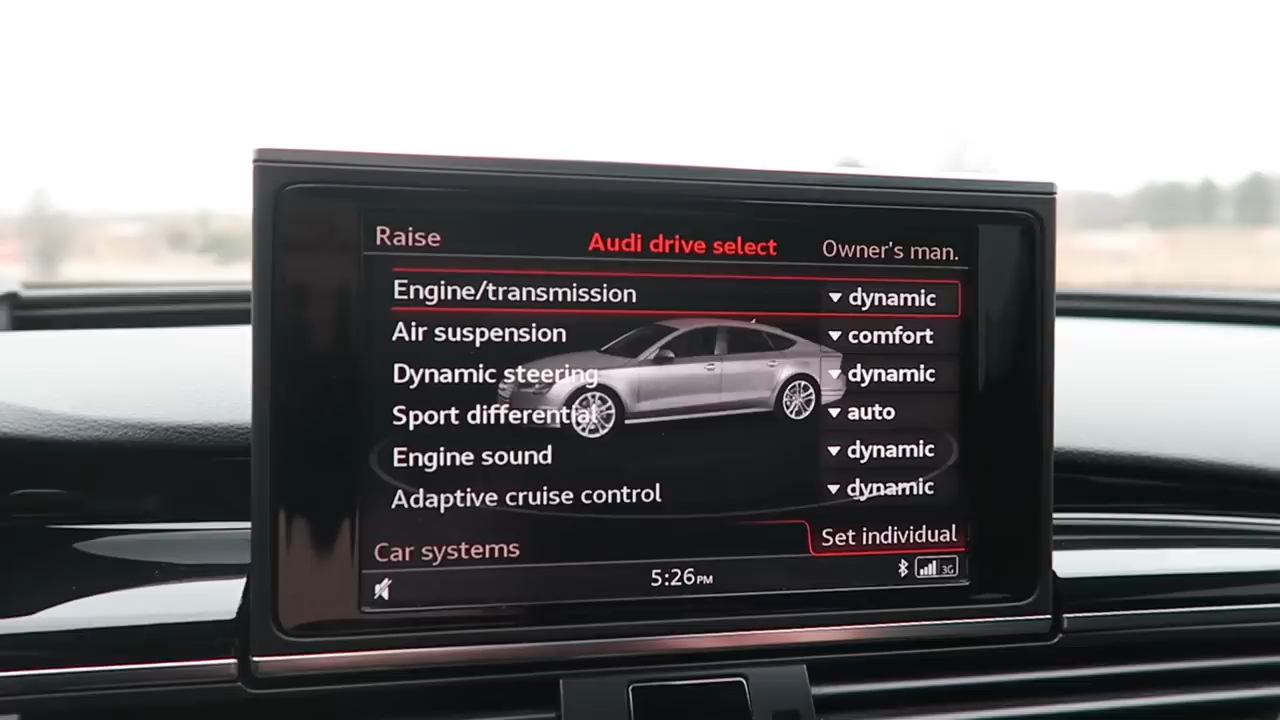 Raise Audi drive select Owner's man.
Engine/transmission dynamic
Air suspension comfort
Dynamic steering dynamic
Sport differential auto
Engine sound dynamic
Adaptive cruise control dynamic
Set individual
Car systems
5:26PM 3G